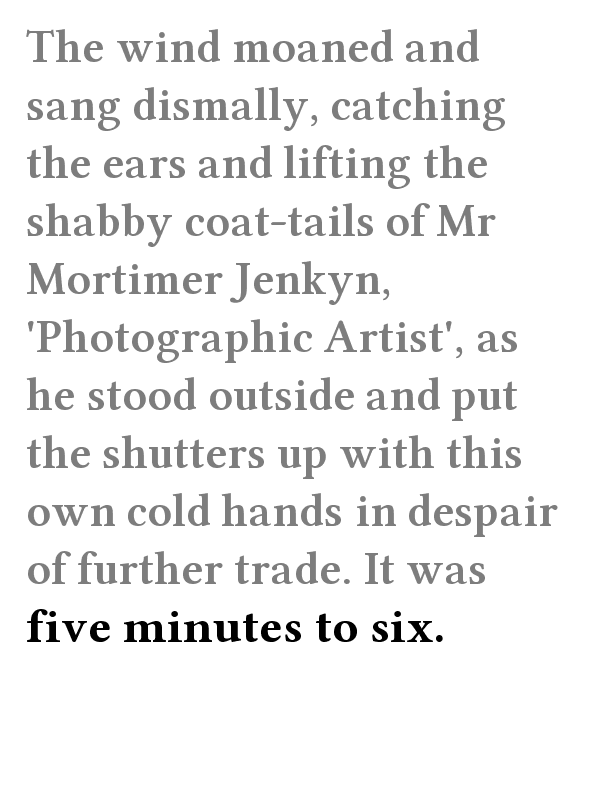 The wind moaned and
sang dismally, catching
the ears and lifting the
shabby coat-tails of Mr
Mortimer Jenkyn,
'Photographic Artist', as
he stood outside and put
the shutters up with this
own cold hands in despair
of further trade. It was
five minutes to six.